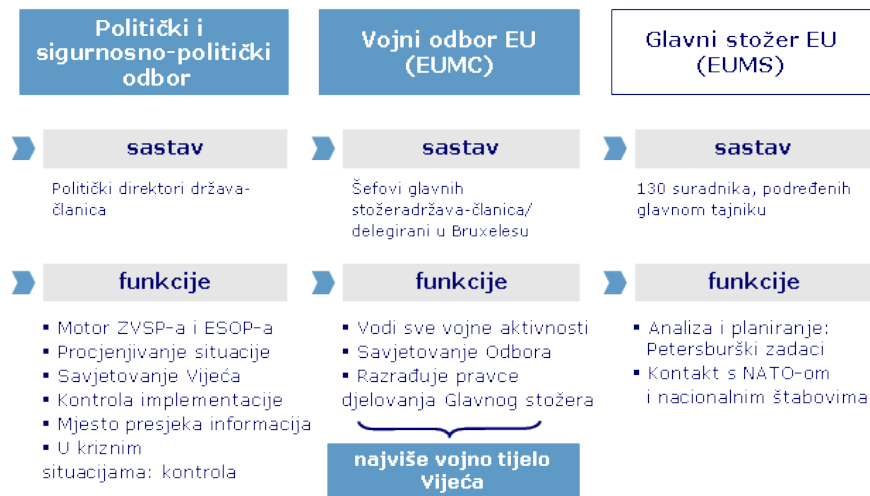 Politički i
sigurnosno-politički
odbor
sastav
Politički direktori država-
članica
funkcije
▪ Motor ZVSP-a i ESOP-a
▪ Procjenjivanje situacije
▪ Savjetovanje Vijeća
▪ Kontrola implementacije
▪ Mjesto presjeka informacija
▪ U kriznim
situacijama: kontrola
Vojni odbor EU
(EUMC)
sastav
Šefovi glavnih
stožeradržava-članica/
delegirani u Bruxelesu
funkcije
▪ Vodi sve vojne aktivnosti
▪ Savjetovanje Odbora
▪ Razrađuje pravce
djelovanja Glavnog stožera
najviše vojno tijelo
Vijeća
Glavni stožer EU
(EUMS)
sastav
130 suradnika, podređenih
glavnom tajniku
funkcije
▪ Analiza i planiranje:
Petersburški zadaci
▪ Kontakt s NATO-om
i nacionalnim štabovima